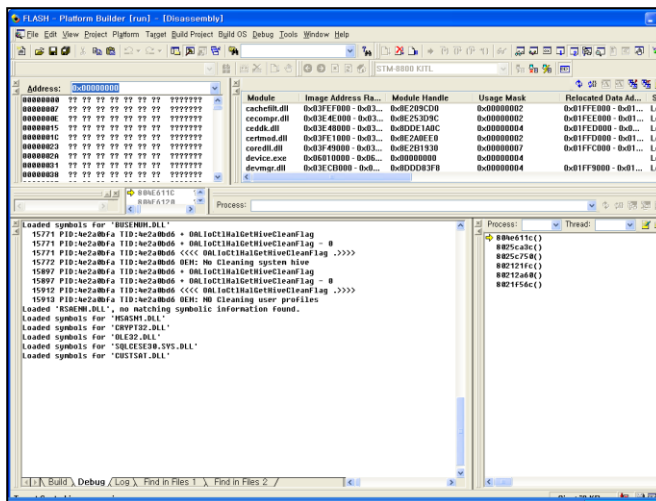 FLASH - Platform Builder [run] - [Disassembly]
File Edit View Project Platform Target Build Project Build OS Debug Tools Window Help
STM-8800 KITL
Address: 0x00000000
00000000 ?? ?? ?? ?? ?? ?? ?? ???????
00000007 ?? ?? ?? ?? ?? ?? ?? ???????
0000000E ?? ?? ?? ?? ?? ?? ?? ???????
00000015 ?? ?? ?? ?? ?? ?? ?? ???????
0000001C ?? ?? ?? ?? ?? ?? ?? ???????
00000023 ?? ?? ?? ?? ?? ?? ?? ???????
0000002A ?? ?? ?? ?? ?? ?? ?? ???????
00000031 ?? ?? ?? ?? ?? ?? ?? ???????
00000038 ?? ?? ?? ?? ?? ?? ?? ???????
Module Image Address Ra... Module Handle Usage Mask Relocated Data Ad...
cachefilt.dll 0x03FEF000 - 0x03... 0x8E209CD0 0x00000002 0x01FFE000 - 0x01...
cecompr.dll 0x03E4E000 - 0x03... 0x8E253D9C 0x00000002 0x01FEE000 - 0x01...
ceddk.dll 0x03E48000 - 0x03... 0x8DDE1A0C 0x00000004 0x01FED000 - 0x0...
certmod.dll 0x03FE1000 - 0x03... 0x8E2A0EE0 0x00000002 0x01FF8000 - 0x01...
coredll.dll 0x03F49000 - 0x03... 0x8E2B1930 0x00000007 0x01FFC000 - 0x01...
device.exe 0x06010000 - 0x06... 0x00000000 0x00000004
devmgr.dll 0x03ECB000 - 0x0... 0x8DDD83F8 0x00000004 0x01FF9000 - 0x01...
804E611C
804E6120
Process:
Loaded symbols for 'BUSENUM.DLL'
15771 PID:4e2a0bfa TID:4e2a0bd6 + OALIoCtlHalGetHiveCleanFlag
15771 PID:4e2a0bfa TID:4e2a0bd6 + OALIoCtlHalGetHiveCleanFlag - 0
15771 PID:4e2a0bfa TID:4e2a0bd6 <<<< OALIoCtlHalGetHiveCleanFlag .>>>>
15772 PID:4e2a0bfa TID:4e2a0bd6 OEM: No Cleaning system hive
15897 PID:4e2a0bfa TID:4e2a0bd6 + OALIoCtlHalGetHiveCleanFlag
15897 PID:4e2a0bfa TID:4e2a0bd6 + OALIoCtlHalGetHiveCleanFlag - 0
15912 PID:4e2a0bfa TID:4e2a0bd6 <<<< OALIoCtlHalGetHiveCleanFlag .>>>>
15913 PID:4e2a0bfa TID:4e2a0bd6 OEM: NO Cleaning user profiles
Loaded 'RSAENH.DLL', no matching symbolic information found.
Loaded symbols for 'MSASN1.DLL'
Loaded symbols for 'CRYPT32.DLL'
Loaded symbols for 'OLE32.DLL'
Loaded symbols for 'SQLCESE30.SYS.DLL'
Loaded symbols for 'CUSTSAT.DLL'
Process: Thread:
804e611c()
8025ca3c()
8025c750()
802121fc()
80212a60()
8021f56c()
Build Debug Log Find in Files 1 Find in Files 2